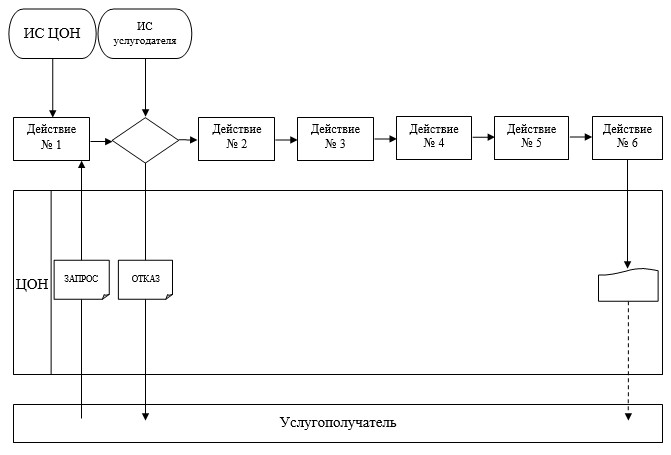 ИС ЦОН
ИС
услугодателя
Действие
№ 1
Действие
№ 2
Действие
№ 3
Действие
№ 4
Действие
№ 5
Действие
№ 6
ЦОН
ЗАПРОС
ОТКАЗ
Услугополучатель